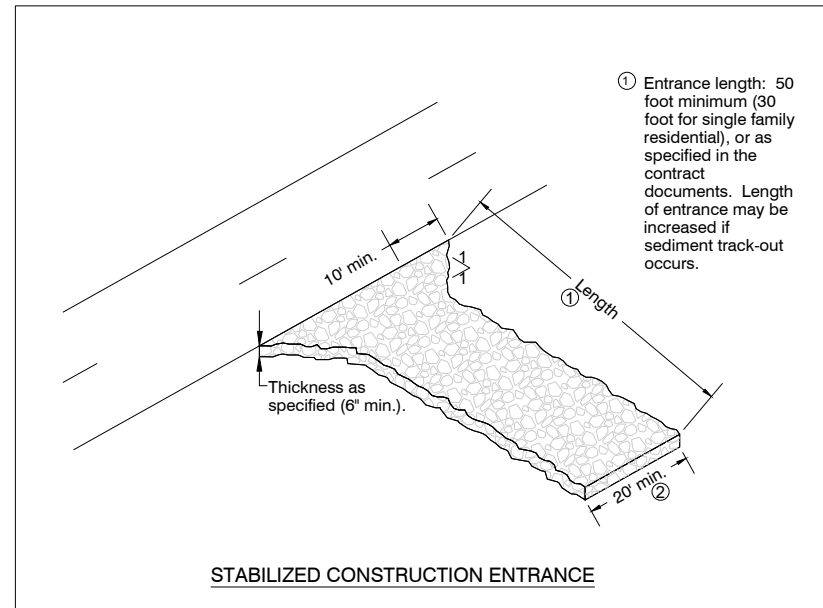 ① Entrance length: 50
foot minimum (30
foot for single family
residential), or as
specified in the
contract
documents. Length
of entrance may be
increased if
sediment track-out
occurs.
10' min.
1
1
Length
①
Thickness as
specified (6" min.).
20' min.
②
STABILIZED CONSTRUCTION ENTRANCE